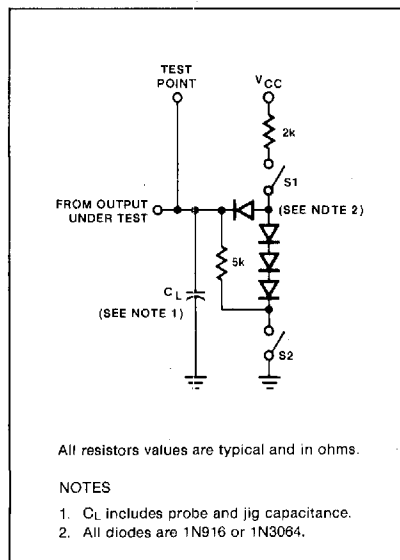 TEST
POINT
VCC
2k
S1
FROM OUTPUT
UNDER TEST
(SEE NDTE 2)
5k
CL
(SEE NOTE 1)
S2
All resistors values are typical and in ohms.
NOTES
1. CL includes probe and jig capacitance.
2. All diodes are 1N916 or 1N3064.